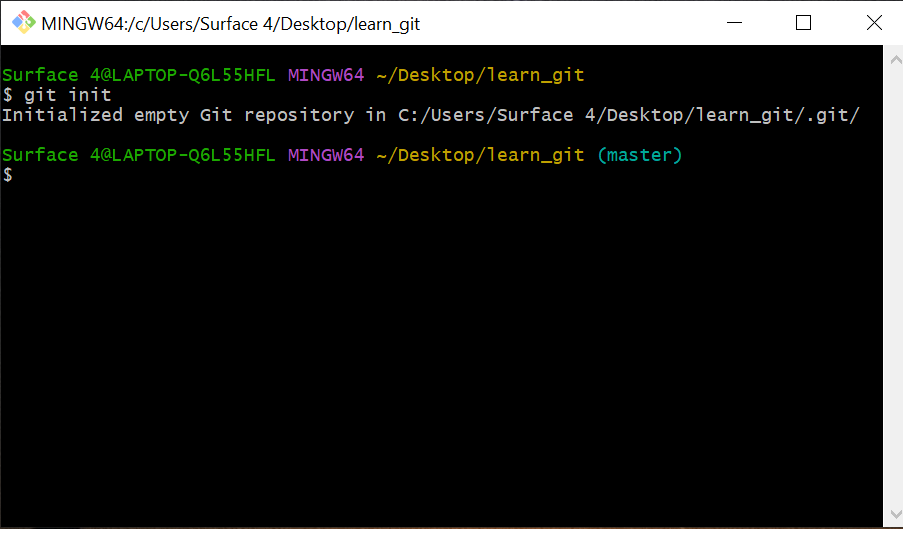 MINGW64:/c/Users/Surface 4/Desktop/learn_git
Surface 4@LAPTOP-Q6L55HFL MINGW64 ~/Desktop/learn_git
$ git init
Initialized empty Git repository in C:/Users/Surface 4/Desktop/learn_git/.git/
Surface 4@LAPTOP-Q6L55HFL MINGW64 ~/Desktop/learn_git (master)
$